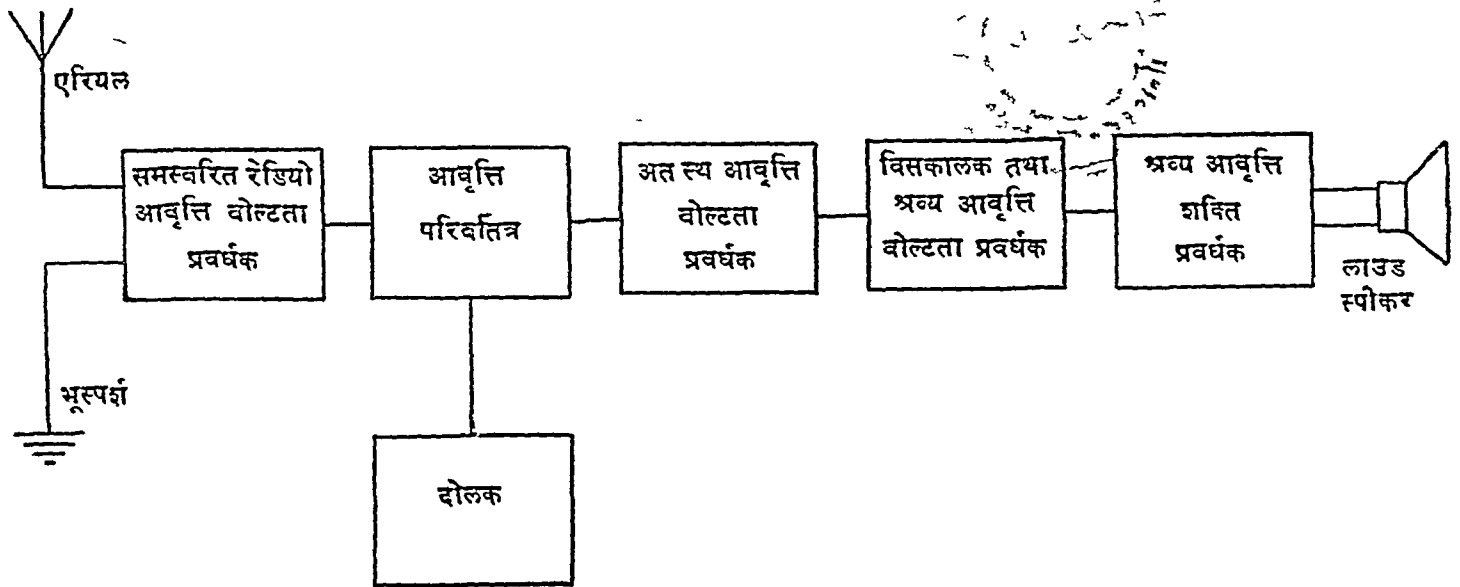 एरियल
समस्वरित रेडियो
आवृत्ति वोल्टता
प्रवर्धक
आवृत्ति
परिवर्तित्र
अत स्थ आवृत्ति
वोल्टता
प्रवर्धक
विसकालक तथा
श्रव्य आवृत्ति
वोल्टता प्रवर्धक
श्रव्य आवृत्ति
शक्ति
प्रवर्धक
लाउड
स्पीकर
भूस्पर्श
दोलक